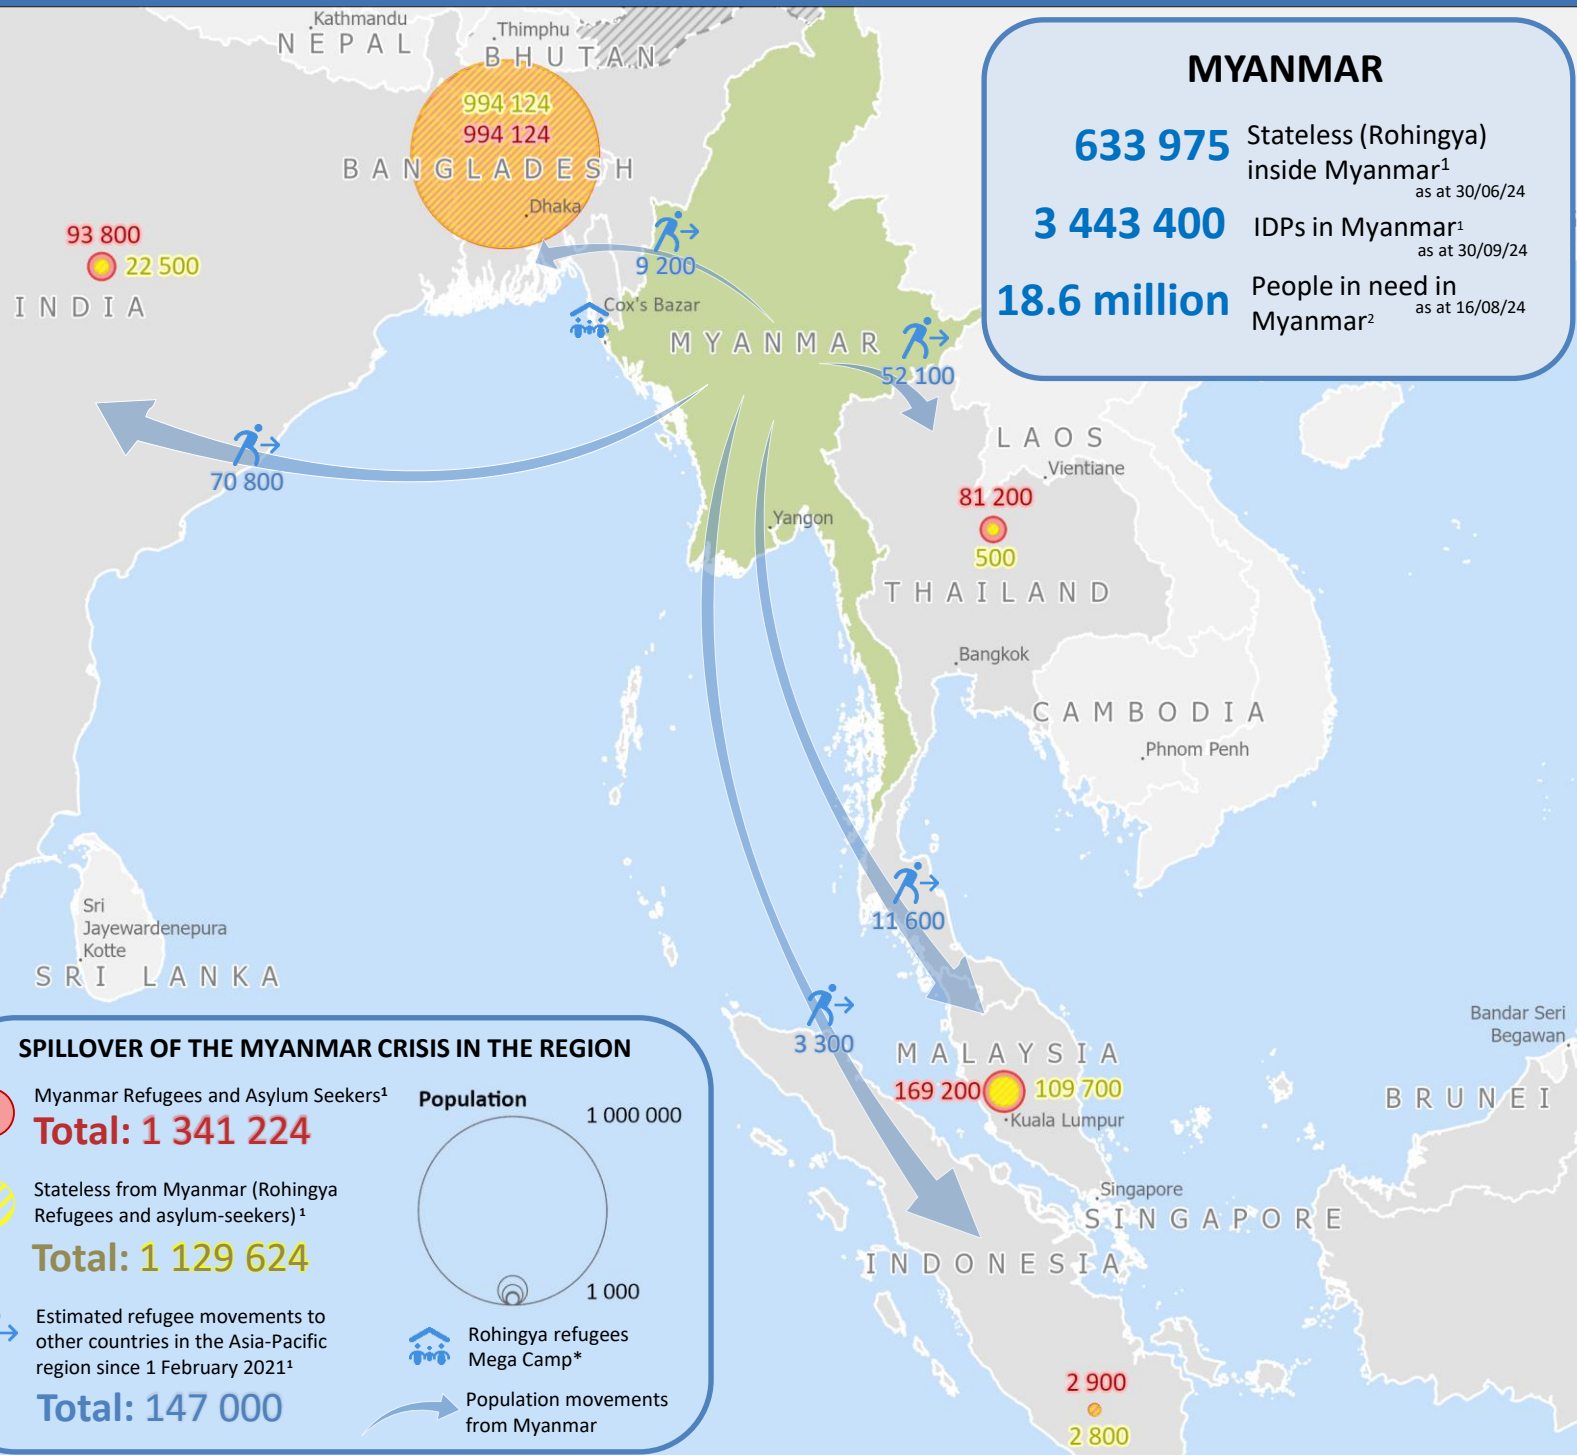 Kathmandu
NEPAL
Thimphu
BHUTAN
994 124
994 124
BANGLADESH
Dhaka
93 800
22 500
INDIA
9 200
Cox's Bazar
MYANMAR
52 100
70 800
MYANMAR
633 975 Stateless (Rohingya)
inside Myanmar¹
as at 30/06/24
3 443 400 IDPs in Myanmar¹
as at 30/09/24
18.6 million People in need in
Myanmar² as at 16/08/24
LAOS
Vientiane
81 200
500
Yangon
THAILAND
Bangkok
CAMBODIA
Phnom Penh
Sri
Jayewardenepura
Kotte
SRI LANKA
11 600
3 300
MALAYSIA
169 200 109 700
Kuala Lumpur
Bandar Seri
Begawan
BRUNEI
Singapore
SINGAPORE
INDONESIA
2 900
2 800
SPILLOVER OF THE MYANMAR CRISIS IN THE REGION
Myanmar Refugees and Asylum Seekers¹
Total: 1 341 224
Stateless from Myanmar (Rohingya
Refugees and asylum-seekers) ¹
Total: 1 129 624
Estimated refugee movements to
other countries in the Asia-Pacific
region since 1 February 2021¹
Total: 147 000
Population
1 000 000
1 000
Rohingya refugees
Mega Camp*
Population movements
from Myanmar